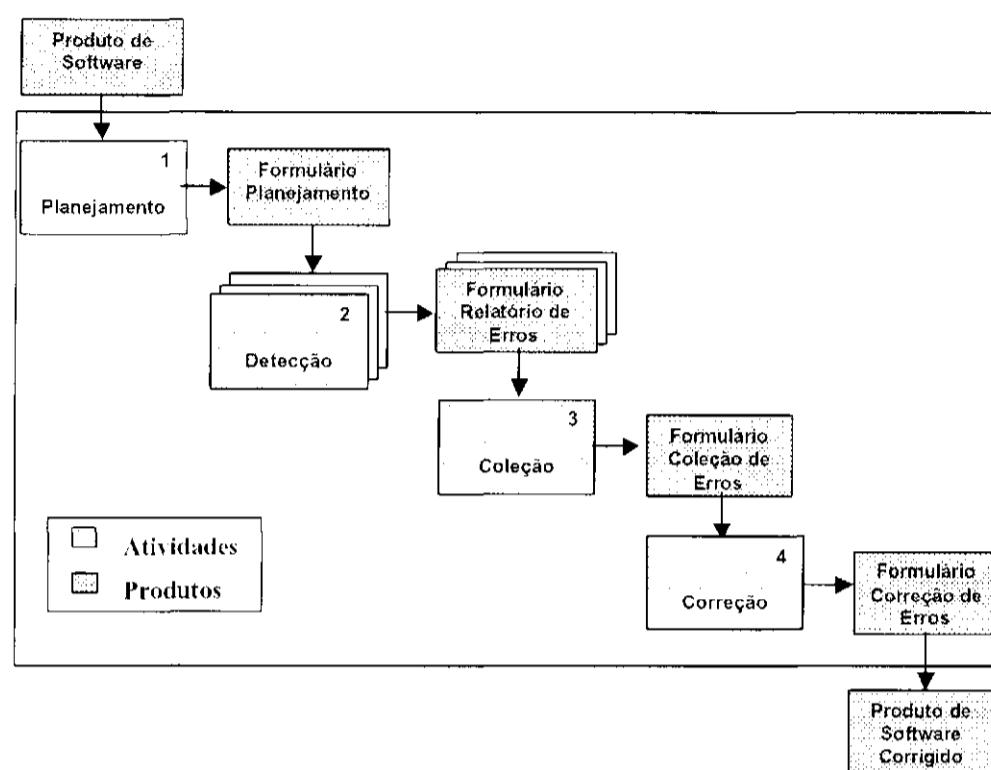 Produto de
Software
1
Planejamento
Formulário
Planejamento
2
Detecção
Formulário
Relatório de
Erros
3
Coleção
Formulário
Coleção de
Erros
4
Correção
Formulário
Correção de
Erros
Atividades
Produtos
Produto de
Software
Corrigido